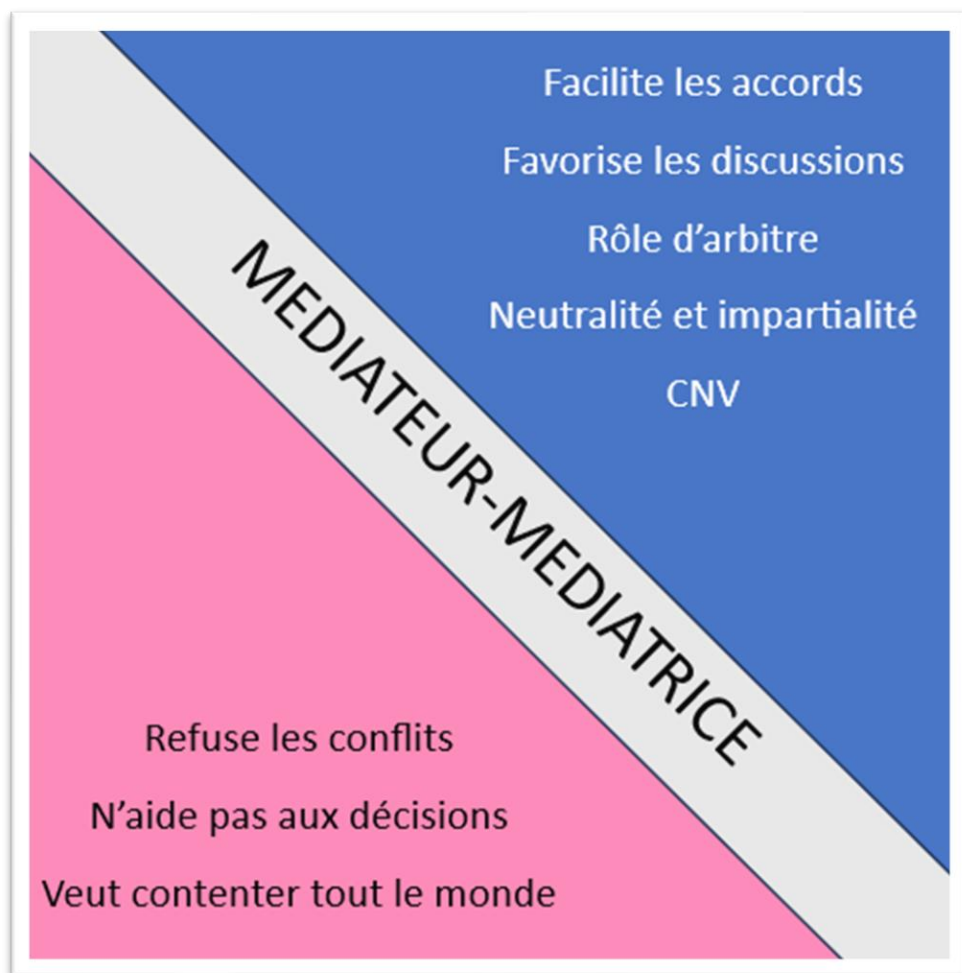 Facilite les accords
Favorise les discussions
Rôle d’arbitre
Neutralité et impartialité
CNV
MEDIATEUR-MEDIATRICE
Refuse les conflits
N’aide pas aux décisions
Veut contenter tout le monde